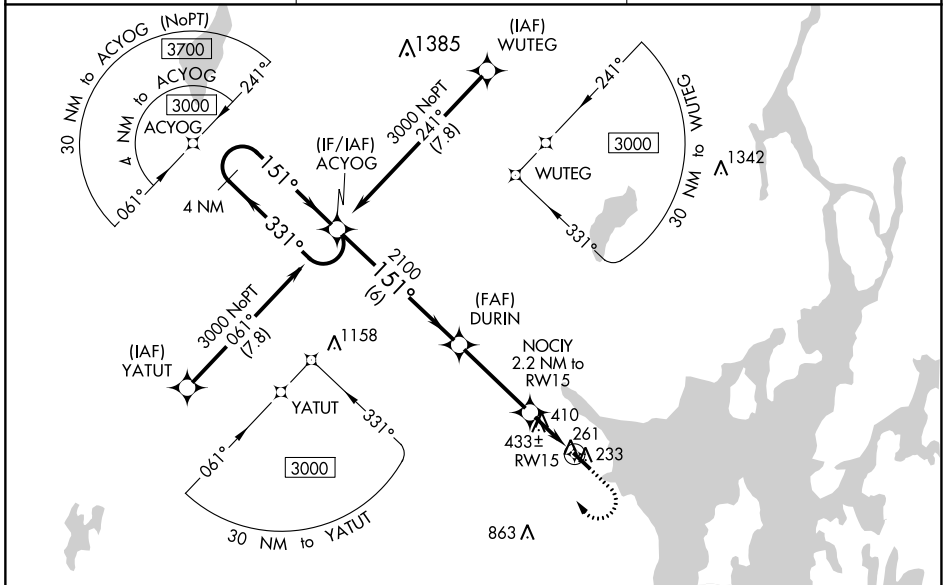 30 NM to ACYOG (NoPT)
3700
4 NM to ACYOG
3000
ACYOG
241°
061°
1385
(IAF)
WUTEG
3000 NoPT
241°
(7.8)
(IF/IAF)
ACYOG
151°
4 NM
331°
241°
3000
WUTEG
331°
30 NM to WUTEG
1342
2100
151°
(6)
3000 NoPT
061°
(7.8)
(IAF)
YATUT
(FAF)
DURIN
1158
YATUT
331°
061°
3000
30 NM to YATUT
NOCIY
2.2 NM to
RW15
410
433±
261
RW15
233
863